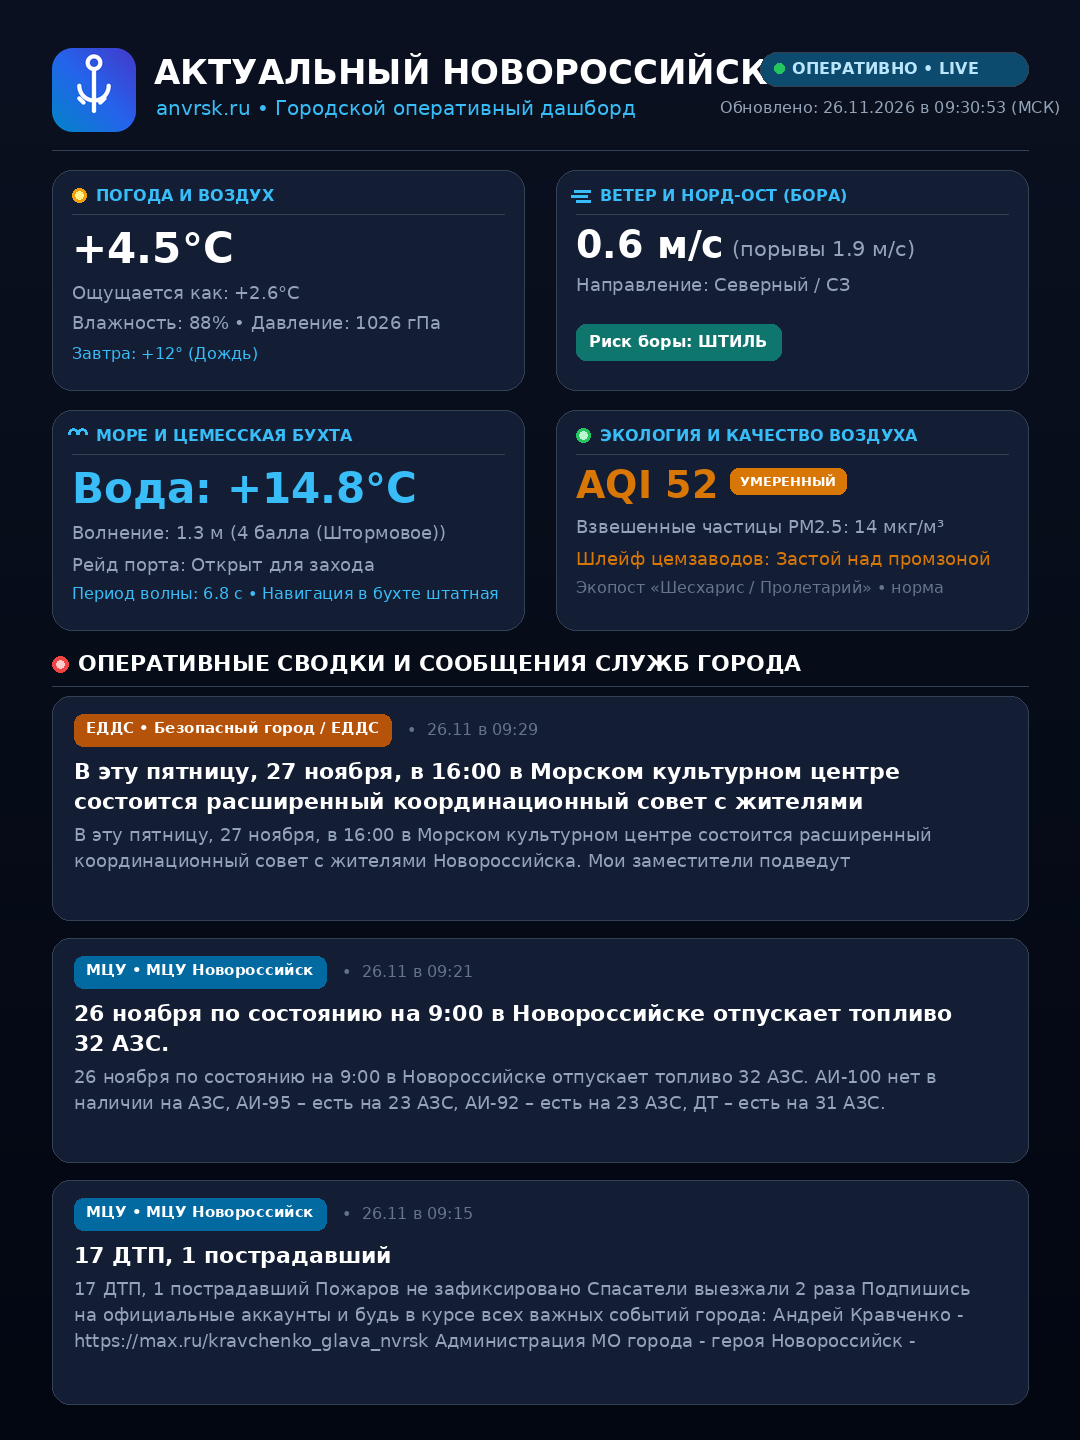 АКТУАЛЬНЫЙ НОВОРОССИЙСК
ОПЕРАТИВНО • LIVE
anvrsk.ru • Городской оперативный дашборд
Обновлено: 26.11.2026 в 09:30:53 (МСК)
ПОГОДА И ВОЗДУХ
+4.5°C
Ощущается как: +2.6°C
Влажность: 88% • Давление: 1026 гПа
Завтра: +12° (Дождь)
ВЕТЕР И НОРД-ОСТ (БОРА)
0.6 м/с (порывы 1.9 м/с)
Направление: Северный / СЗ
Риск боры: ШТИЛЬ
МОРЕ И ЦЕМЕССКАЯ БУХТА
Вода: +14.8°C
Волнение: 1.3 м (4 балла (Штормовое))
Рейд порта: Открыт для захода
Период волны: 6.8 с • Навигация в бухте штатная
ЭКОЛОГИЯ И КАЧЕСТВО ВОЗДУХА
AQI 52 УМЕРЕННЫЙ
Взвешенные частицы PM2.5: 14 мкг/м³
Шлейф цемзаводов: Застой над промзоной
Экопост «Шесхарис / Пролетарий» • норма
ОПЕРАТИВНЫЕ СВОДКИ И СООБЩЕНИЯ СЛУЖБ ГОРОДА
ЕДДС • Безопасный город / ЕДДС • 26.11 в 09:29
В эту пятницу, 27 ноября, в 16:00 в Морском культурном центре
состоится расширенный координационный совет с жителями
В эту пятницу, 27 ноября, в 16:00 в Морском культурном центре состоится расширенный
координационный совет с жителями Новороссийска. Мои заместители подведут
МЦУ • МЦУ Новороссийск • 26.11 в 09:21
26 ноября по состоянию на 9:00 в Новороссийске отпускает топливо
32 АЗС.
26 ноября по состоянию на 9:00 в Новороссийске отпускает топливо 32 АЗС. АИ-100 нет в
наличии на АЗС, АИ-95 – есть на 23 АЗС, АИ-92 – есть на 23 АЗС, ДТ – есть на 31 АЗС.
МЦУ • МЦУ Новороссийск • 26.11 в 09:15
17 ДТП, 1 пострадавший
17 ДТП, 1 пострадавший Пожаров не зафиксировано Спасатели выезжали 2 раза Подпишись
на официальные аккаунты и будь в курсе всех важных событий города: Андрей Кравченко -
https://max.ru/kravchenko_glava_nvrsk Администрация МО города - героя Новороссийск -